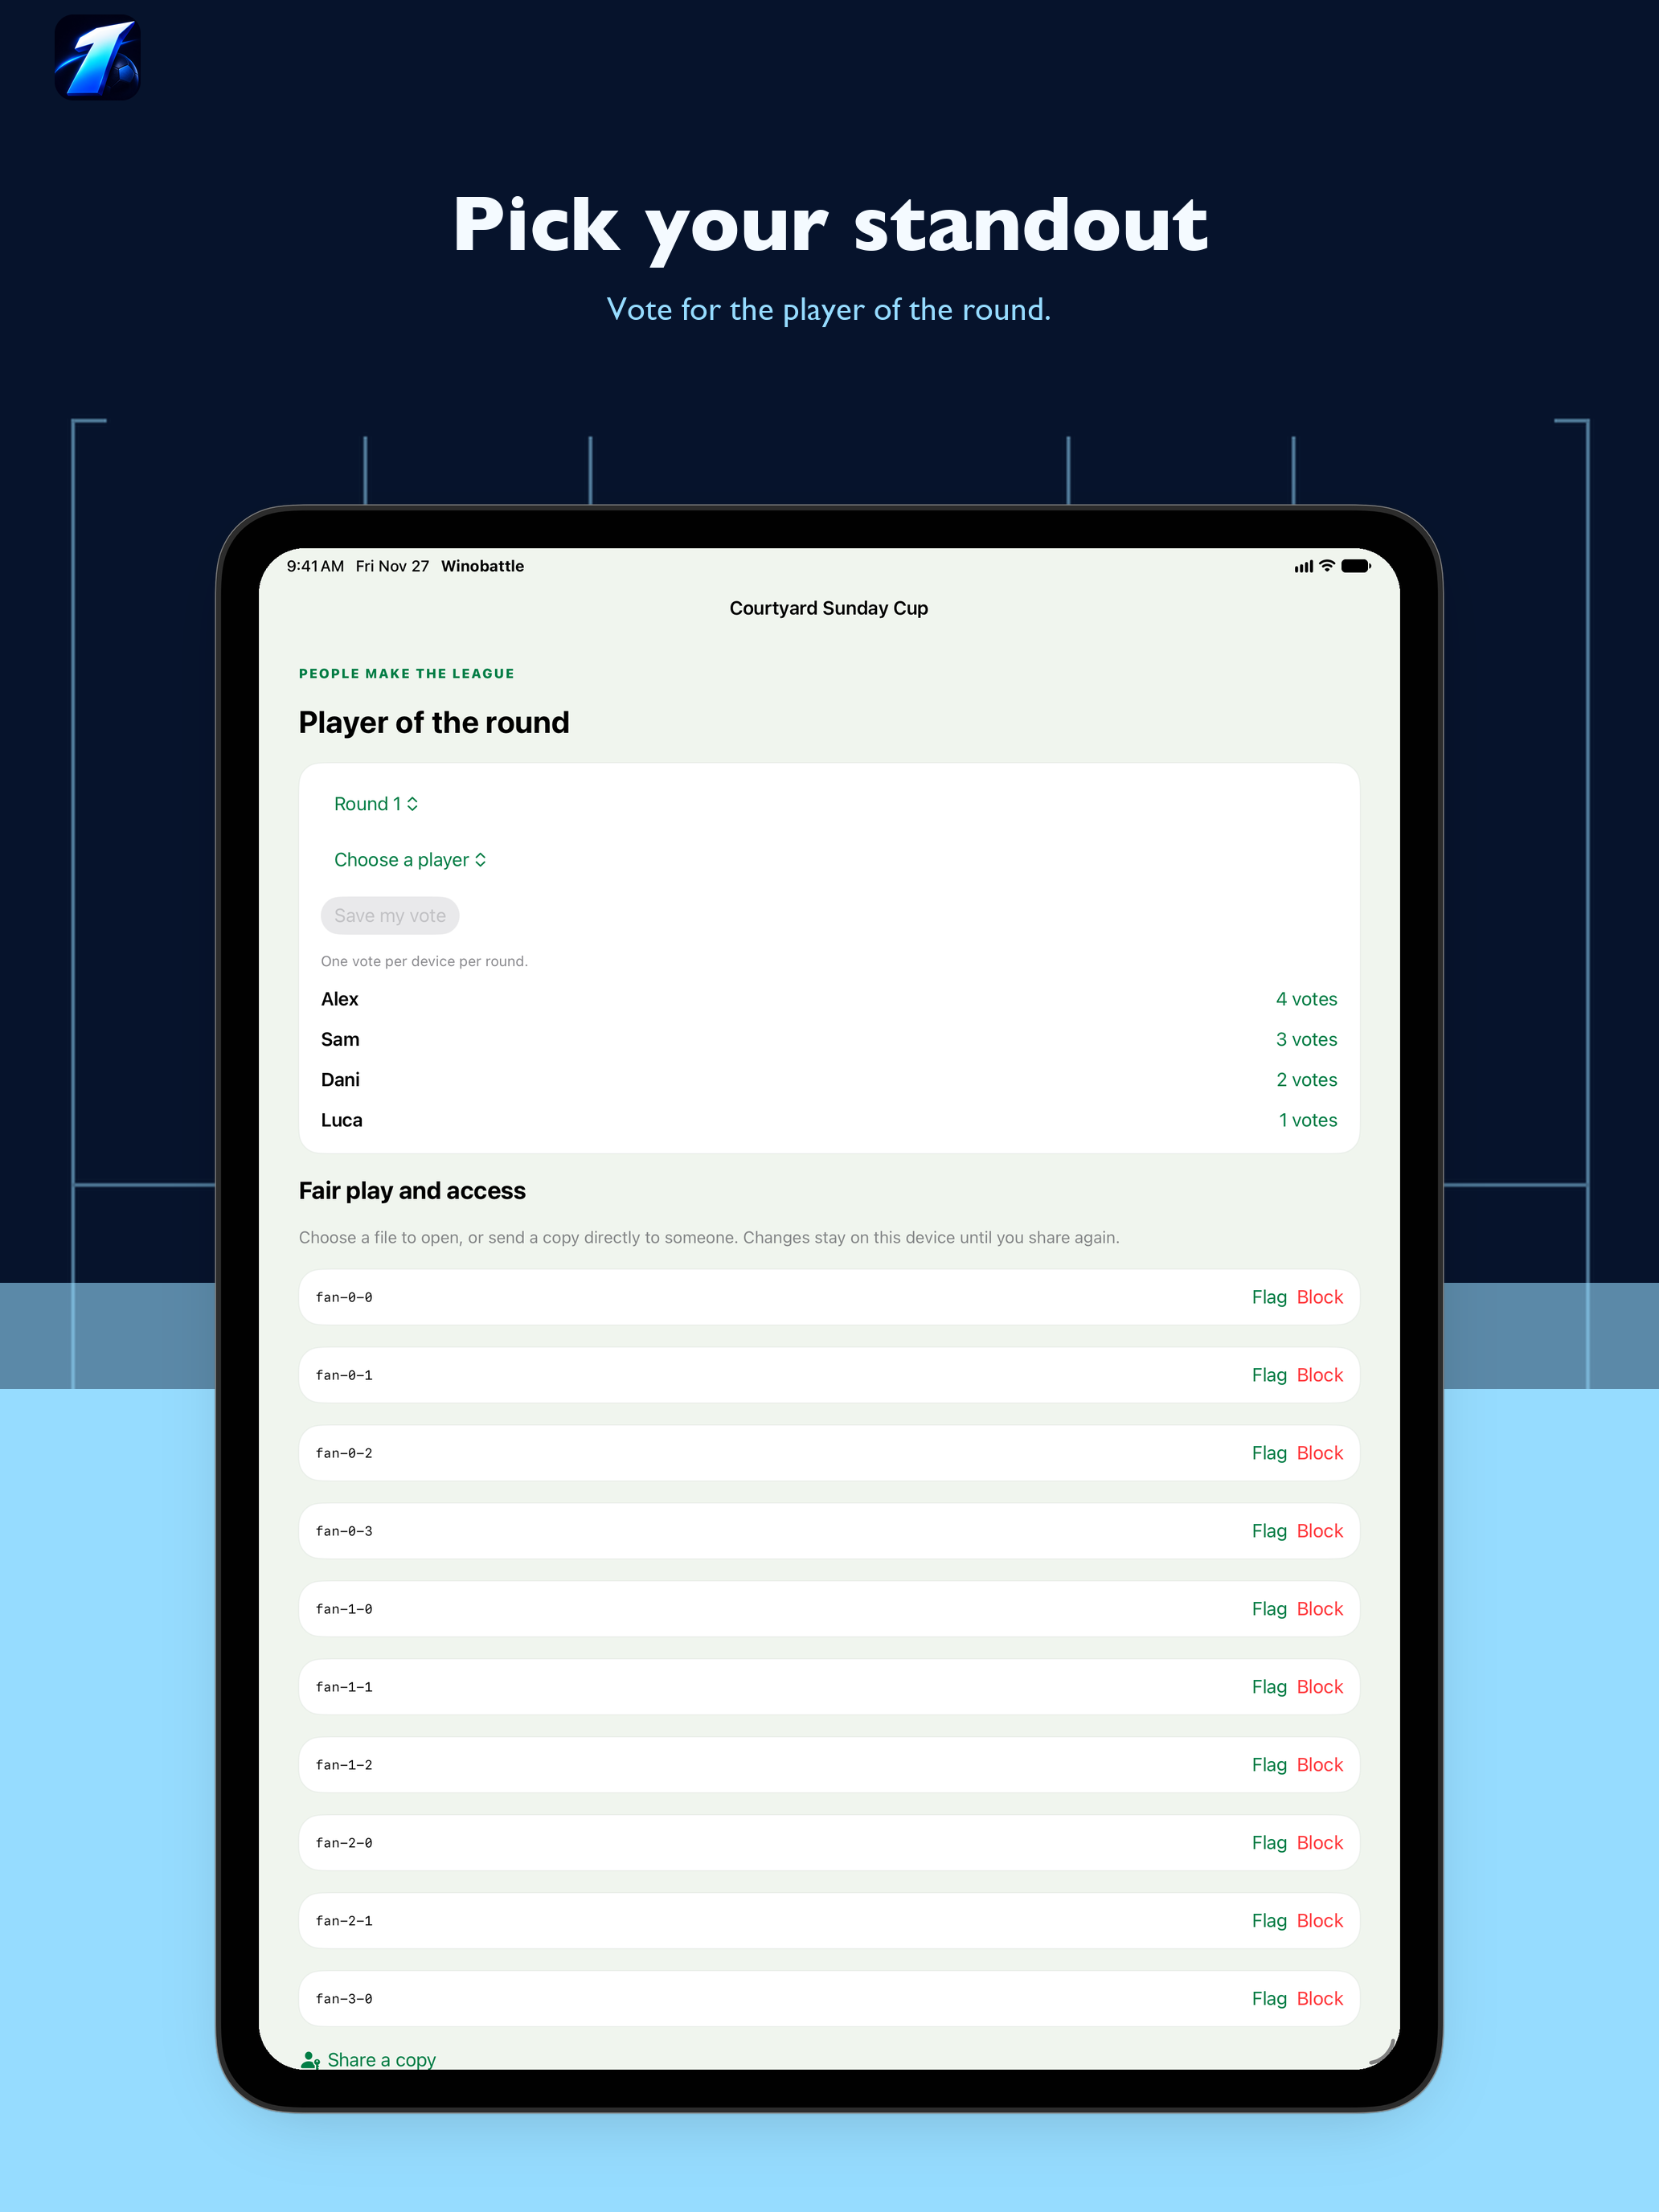 Pick your standout
Vote for the player of the round.
9:41 AM Fri Nov 27 Winobattle
Courtyard Sunday Cup
PEOPLE MAKE THE LEAGUE
Player of the round
Round 1
Choose a player
Save my vote
One vote per device per round.
Alex 4 votes
Sam 3 votes
Dani 2 votes
Luca 1 votes
Fair play and access
Choose a file to open, or send a copy directly to someone. Changes stay on this device until you share again.
fan-0-0 Flag Block
fan-0-1 Flag Block
fan-0-2 Flag Block
fan-0-3 Flag Block
fan-1-0 Flag Block
fan-1-1 Flag Block
fan-1-2 Flag Block
fan-2-0 Flag Block
fan-2-1 Flag Block
fan-3-0 Flag Block
Share a copy